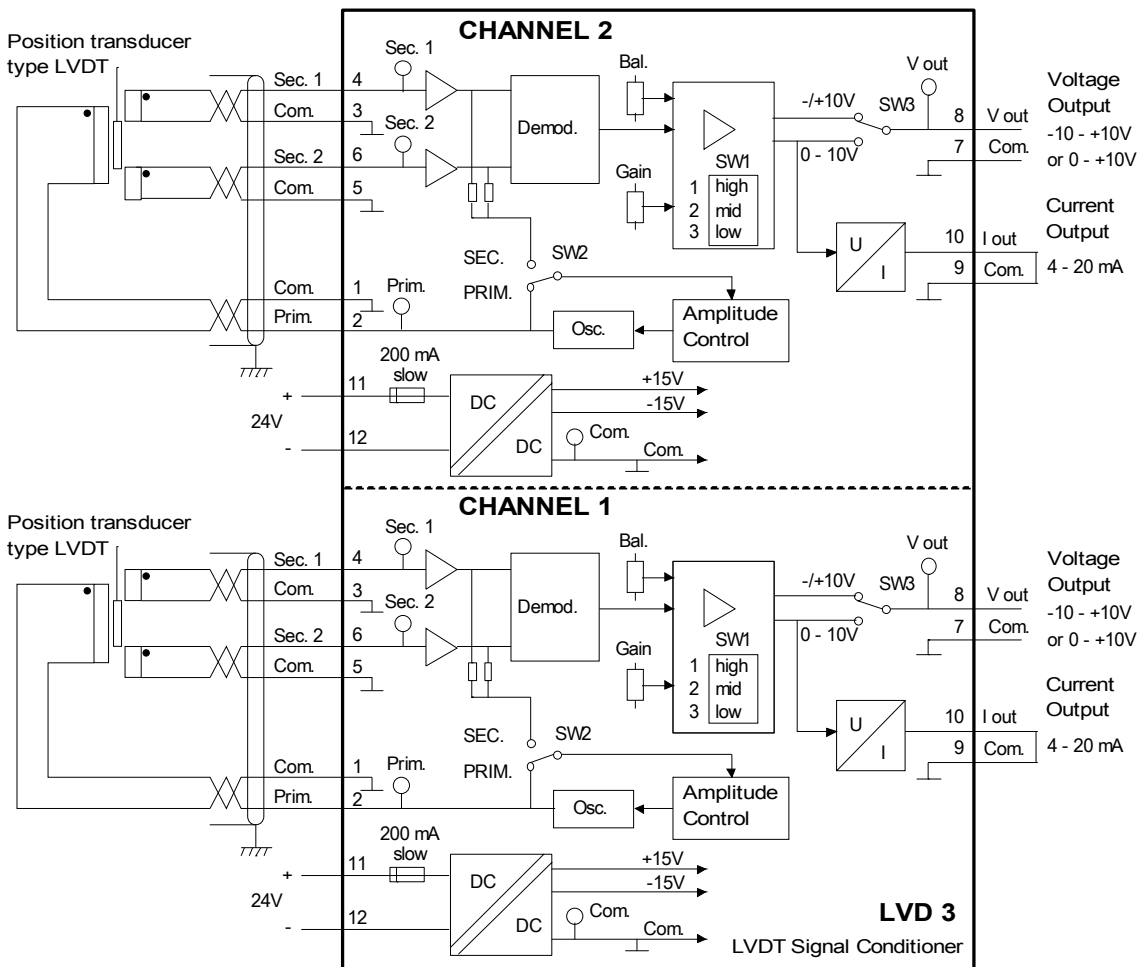 CHANNEL 2
Position transducer
type LVDT
Sec. 1
4
Com.
3
Sec. 2
6
Com.
5
Com.
1
Prim.
2
Sec. 1
Sec. 2
Prim.
Demod.
Bal.
Gain
SW1
1 high
2 mid
3 low
-/+10V
0 - 10V
SW3
V out
8 V out
7 Com.
Voltage
Output
-10 - +10V
or 0 - +10V
U
I
10 I out
9 Com.
Current
Output
4 - 20 mA
SEC.
PRIM.
SW2
Osc.
Amplitude
Control
200 mA
slow
+
11
24V
-
12
DC
DC
+15V
-15V
Com.
Com.
CHANNEL 1
Position transducer
type LVDT
Sec. 1
4
Com.
3
Sec. 2
6
Com.
5
Com.
1
Prim.
2
Sec. 1
Sec. 2
Prim.
Demod.
Bal.
Gain
SW1
1 high
2 mid
3 low
-/+10V
0 - 10V
SW3
V out
8 V out
7 Com.
Voltage
Output
-10 - +10V
or 0 - +10V
U
I
10 I out
9 Com.
Current
Output
4 - 20 mA
SEC.
PRIM.
SW2
Osc.
Amplitude
Control
200 mA
slow
+
11
24V
-
12
DC
DC
+15V
-15V
Com.
Com.
LVD 3
LVDT Signal Conditioner